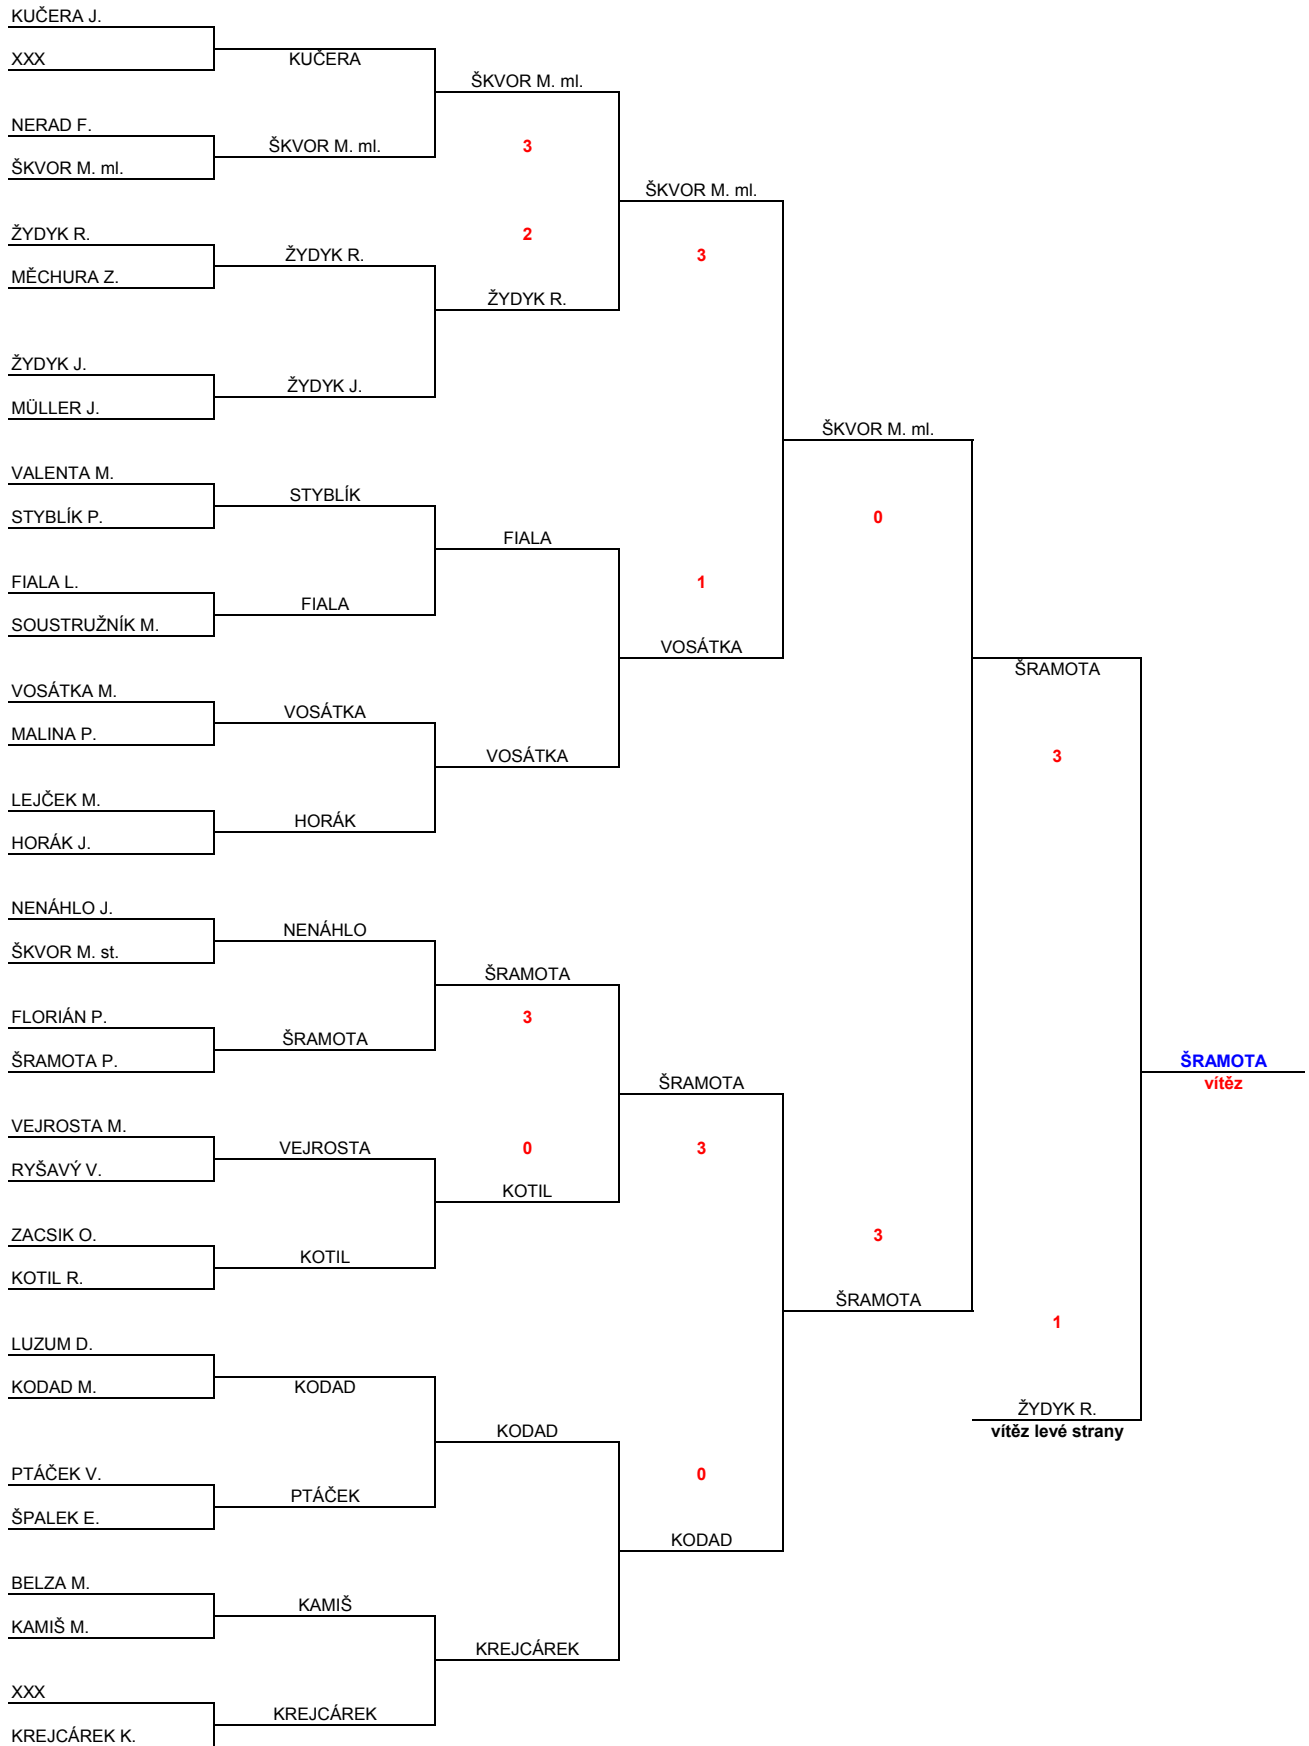 KUČERA J.
XXX
KUČERA
ŠKVOR M. ml.
NERAD F.
ŠKVOR M. ml.
3
ŠKVOR M. ml.
ŠKVOR M. ml.
ŽYDYK R.
2
ŽYDYK R.
3
MĚCHURA Z.
ŽYDYK R.
ŽYDYK J.
ŽYDYK J.
MÜLLER J.
ŠKVOR M. ml.
VALENTA M.
STYBLÍK
STYBLÍK P.
0
FIALA
FIALA L.
1
FIALA
SOUSTRUŽNÍK M.
VOSÁTKA
ŠRAMOTA
VOSÁTKA M.
VOSÁTKA
MALINA P.
VOSÁTKA
3
LEJČEK M.
HORÁK
HORÁK J.
NENÁHLO J.
NENÁHLO
ŠKVOR M. st.
ŠRAMOTA
FLORIÁN P.
3
ŠRAMOTA
ŠRAMOTA P.
ŠRAMOTA
ŠRAMOTA
vítěz
VEJROSTA M.
VEJROSTA
0
3
RYŠAVÝ V.
KOTIL
ZACSIK O.
3
KOTIL
KOTIL R.
ŠRAMOTA
1
LUZUM D.
KODAD M.
KODAD
ŽYDYK R.
vítěz levé strany
KODAD
PTÁČEK V.
0
PTÁČEK
ŠPALEK E.
KODAD
BELZA M.
KAMIŠ
KAMIŠ M.
KREJCÁREK
XXX
KREJCÁREK
KREJCÁREK K.